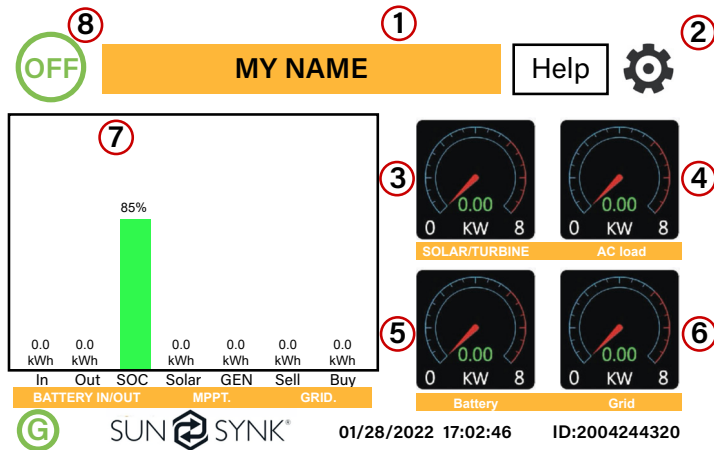 8
1
2
OFF
MY NAME
Help
7
85%
0.0 0.0 0.0 0.0 0.0 0.0
kWh kWh kWh kWh kWh kWh
In Out SOC Solar GEN Sell Buy
BATTERY IN/OUT MPPT. GRID.
3
0.00
0 KW 8
SOLAR/TURBINE
4
0.00
0 KW 8
AC load
5
0.00
0 KW 8
Battery
6
0.00
0 KW 8
Grid
G
SUN SYNK®
01/28/2022 17:02:46
ID:2004244320